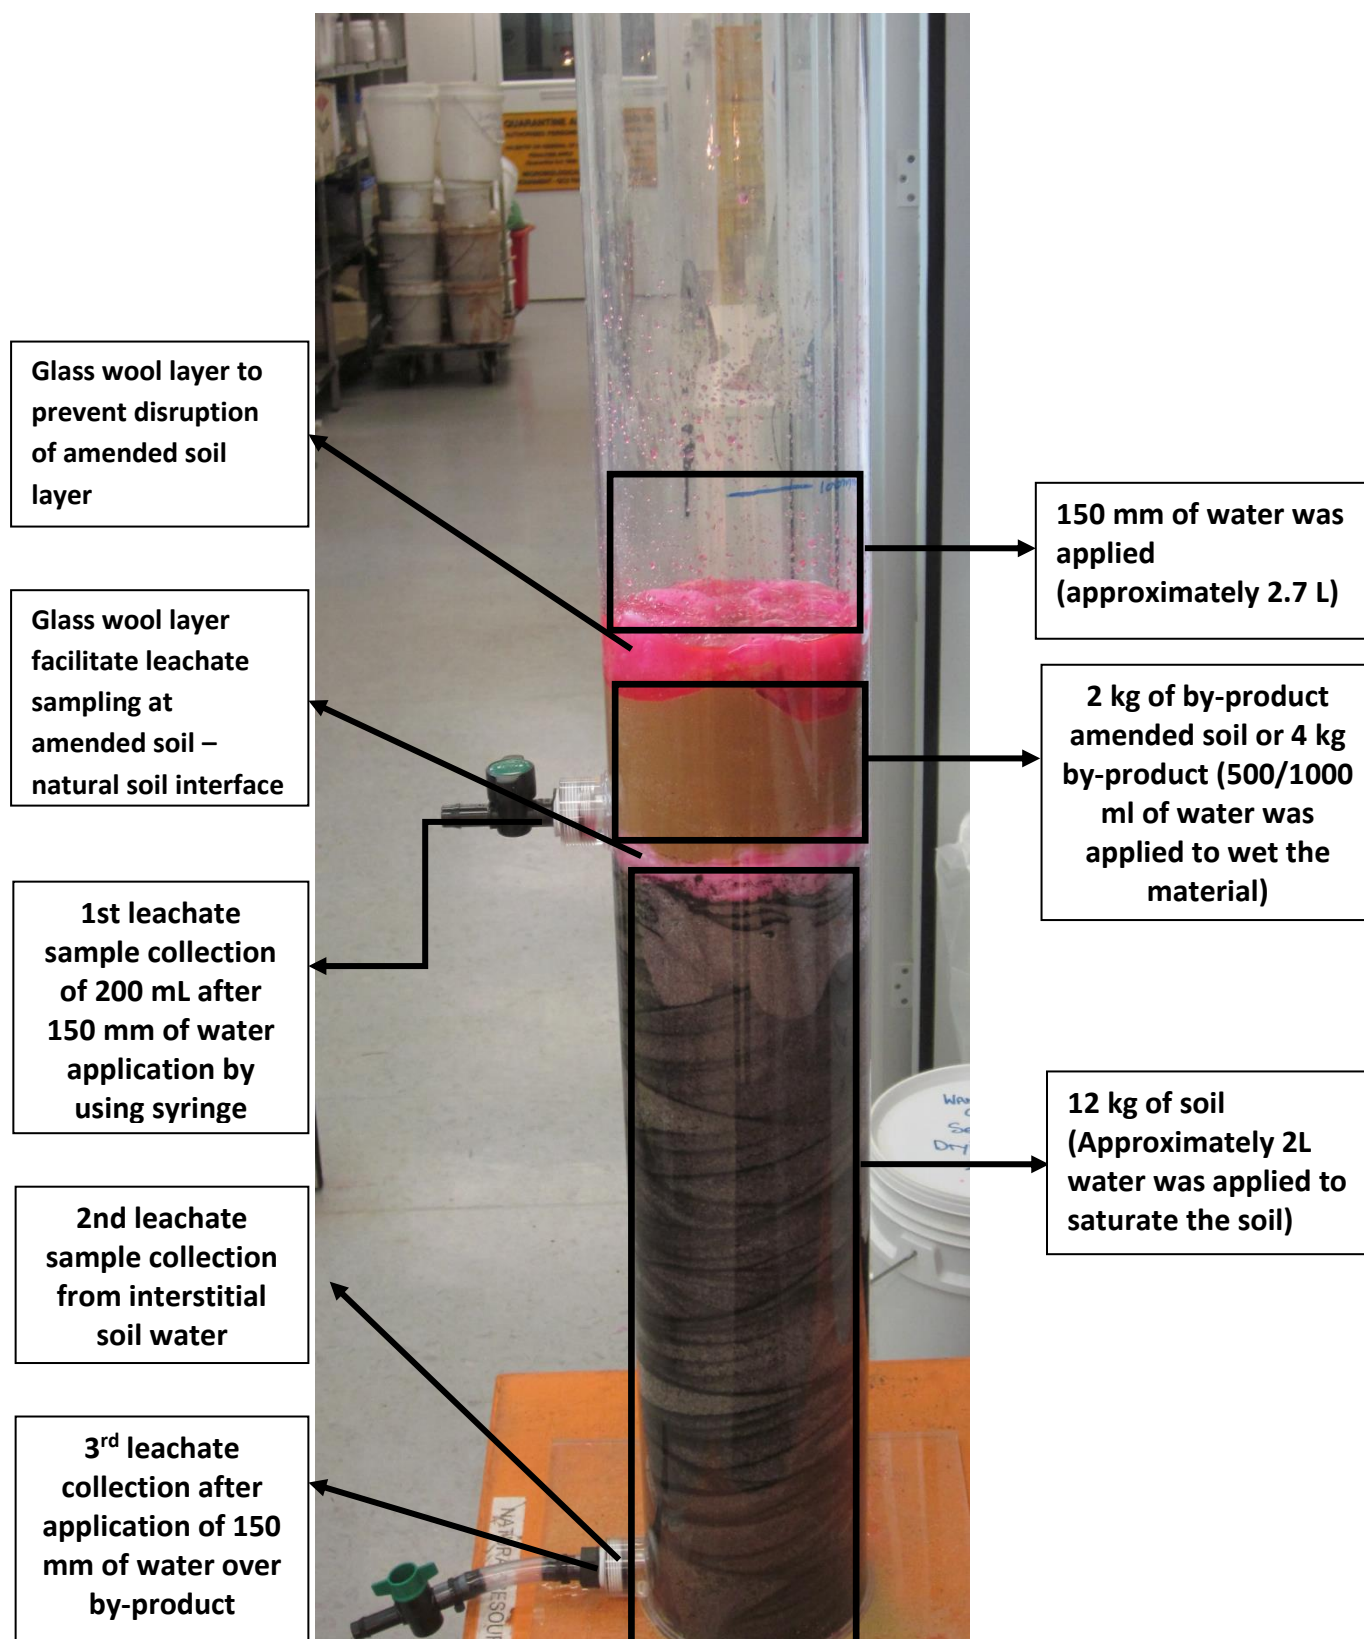 Glass wool layer to
prevent disruption
of amended soil
layer
Glass wool layer
facilitate leachate
sampling at
amended soil –
natural soil interface
1st leachate
sample collection
of 200 mL after
150 mm of water
application by
using syringe
2nd leachate
sample collection
from interstitial
soil water
3rd leachate
collection after
application of 150
mm of water over
by-product
QUARANTINE
150 mm of water was
applied
(approximately 2.7 L)
2 kg of by-product
amended soil or 4 kg
by-product (500/1000
ml of water was
applied to wet the
material)
12 kg of soil
(Approximately 2L
water was applied to
saturate the soil)